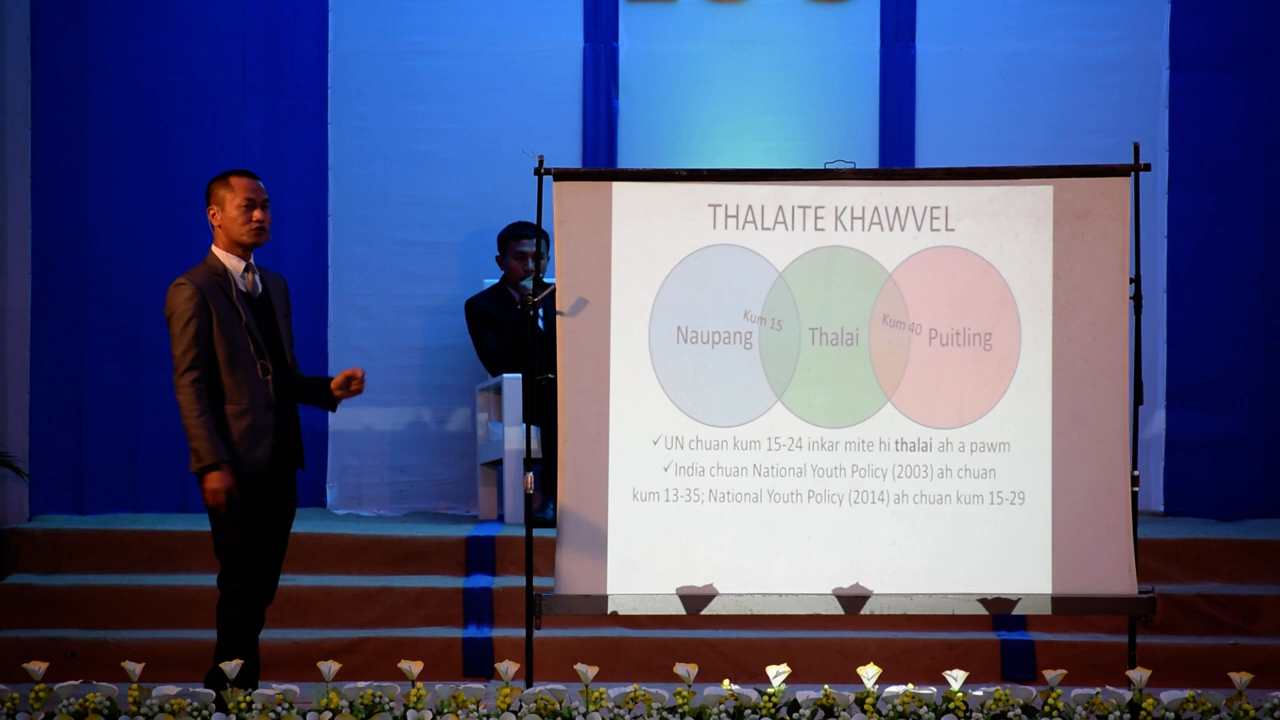 THALAITE KHAWVEL
Naupang
Kum 15
Thalai
Kum 40
Puitling
✓UN chuan kum 15-24 inkar mite hi thalai ah a pawm
✓India chuan National Youth Policy (2003) ah chuan
kum 13-35; National Youth Policy (2014) ah chuan kum 15-29